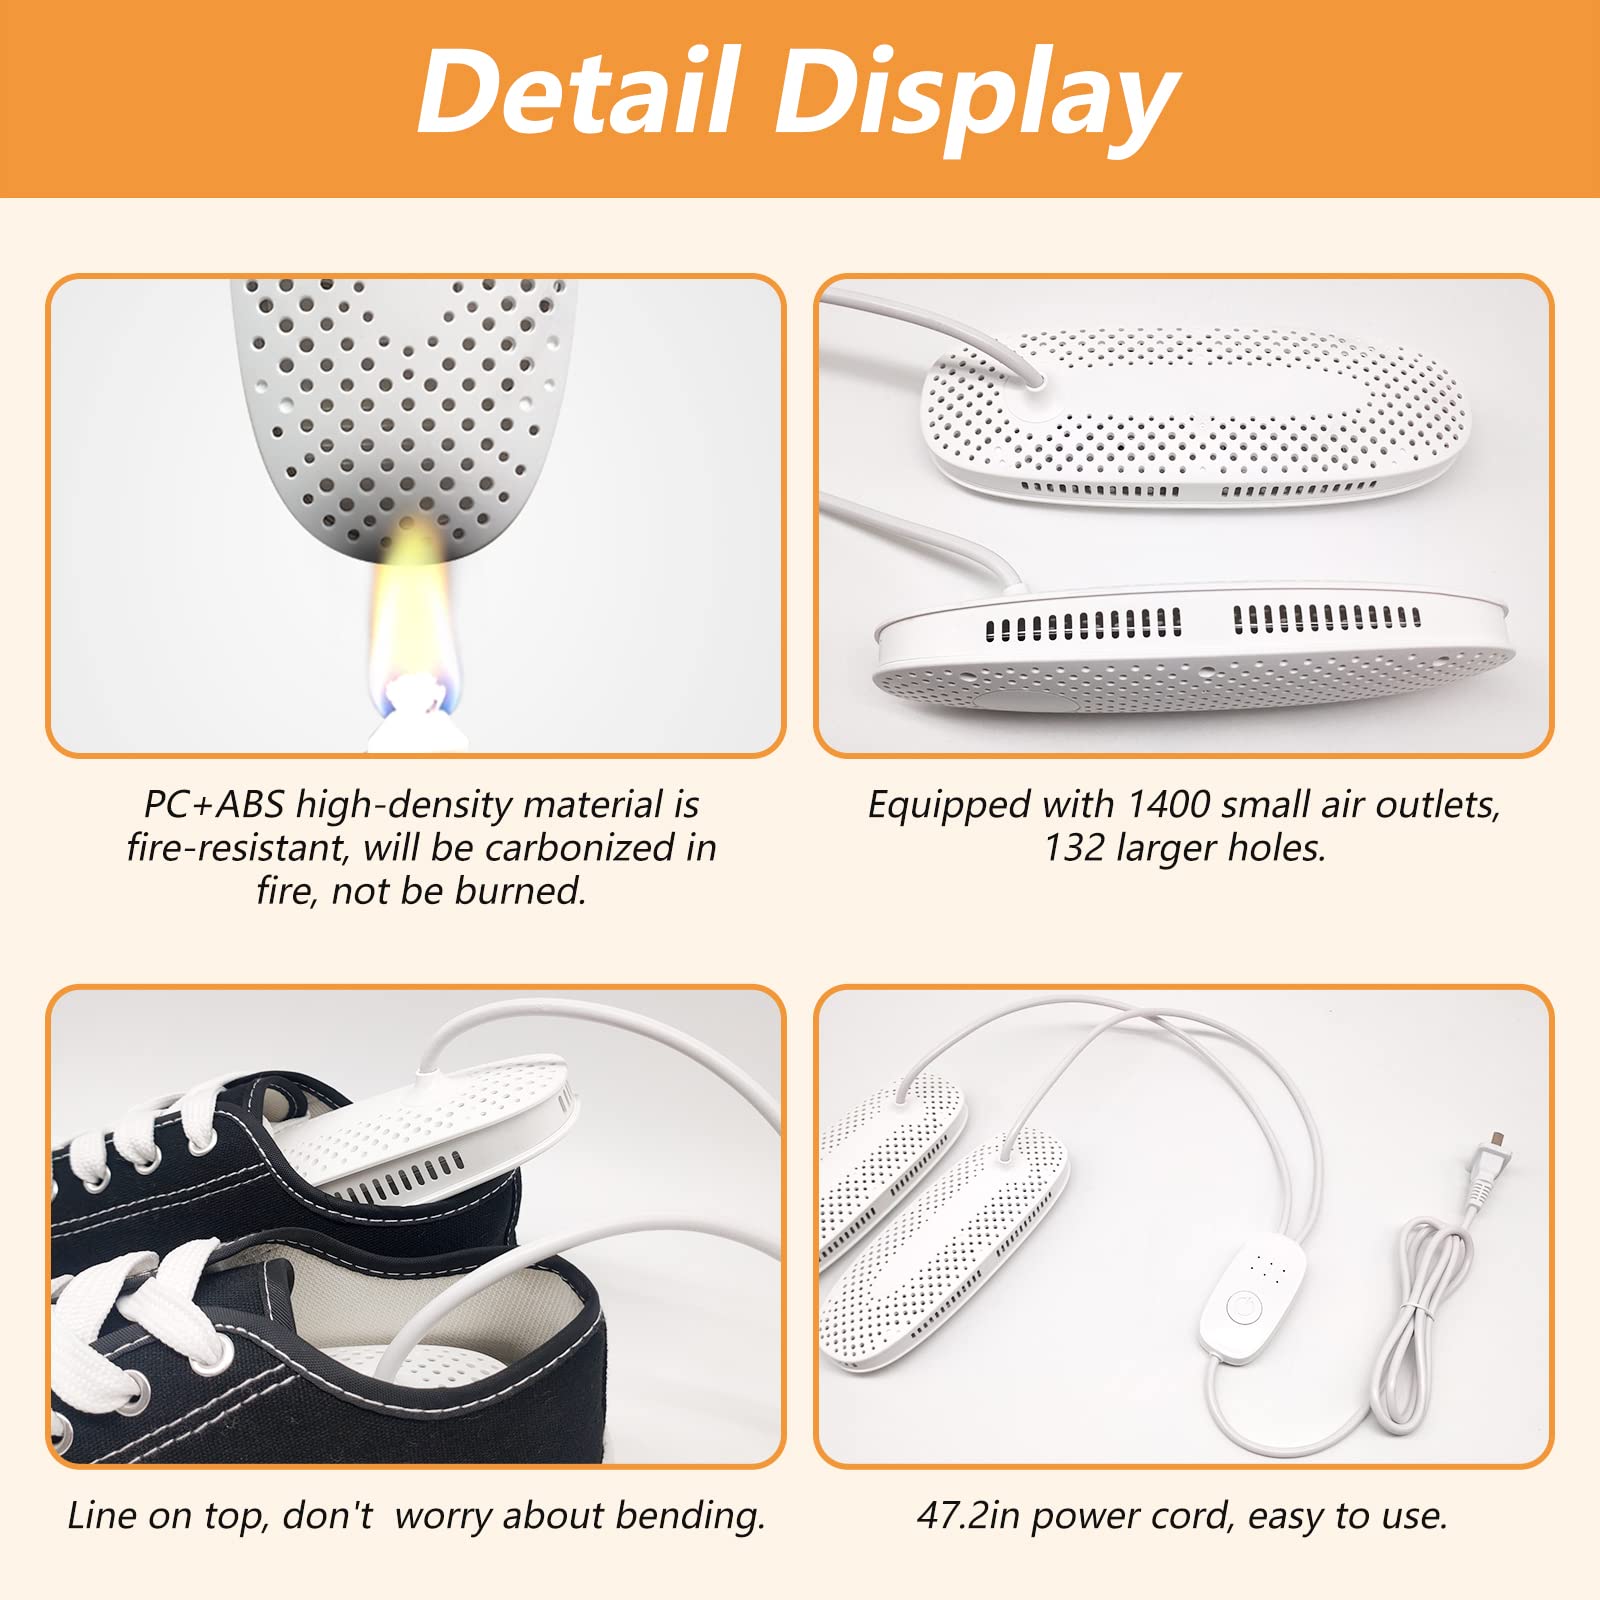 Detail Display
PC+ABS high-density material is
fire-resistant, will be carbonized in
fire, not be burned.
Equipped with 1400 small air outlets,
132 larger holes.
Line on top, don't  worry about bending.
47.2in power cord, easy to use.